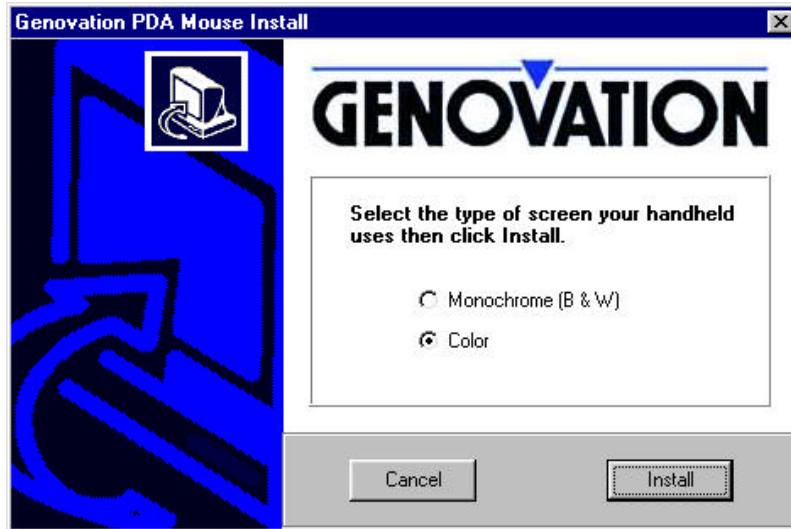 Genovation PDA Mouse Install
GENOVATION
Select the type of screen your handheld
uses then click Install.
Monochrome (B & W)
Color
Cancel
Install